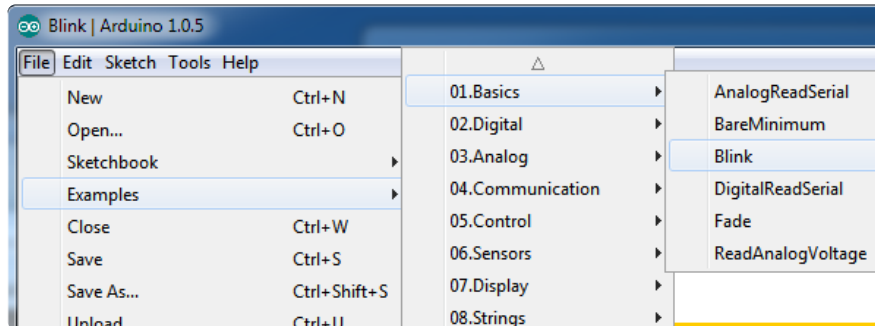 Blink | Arduino 1.0.5
File Edit Sketch Tools Help
New Ctrl+N
Open... Ctrl+O
Sketchbook
Examples
Close Ctrl+W
Save Ctrl+S
Save As... Ctrl+Shift+S
Upload Ctrl+U
01.Basics
02.Digital
03.Analog
04.Communication
05.Control
06.Sensors
07.Display
08.Strings
AnalogReadSerial
BareMinimum
Blink
DigitalReadSerial
Fade
ReadAnalogVoltage